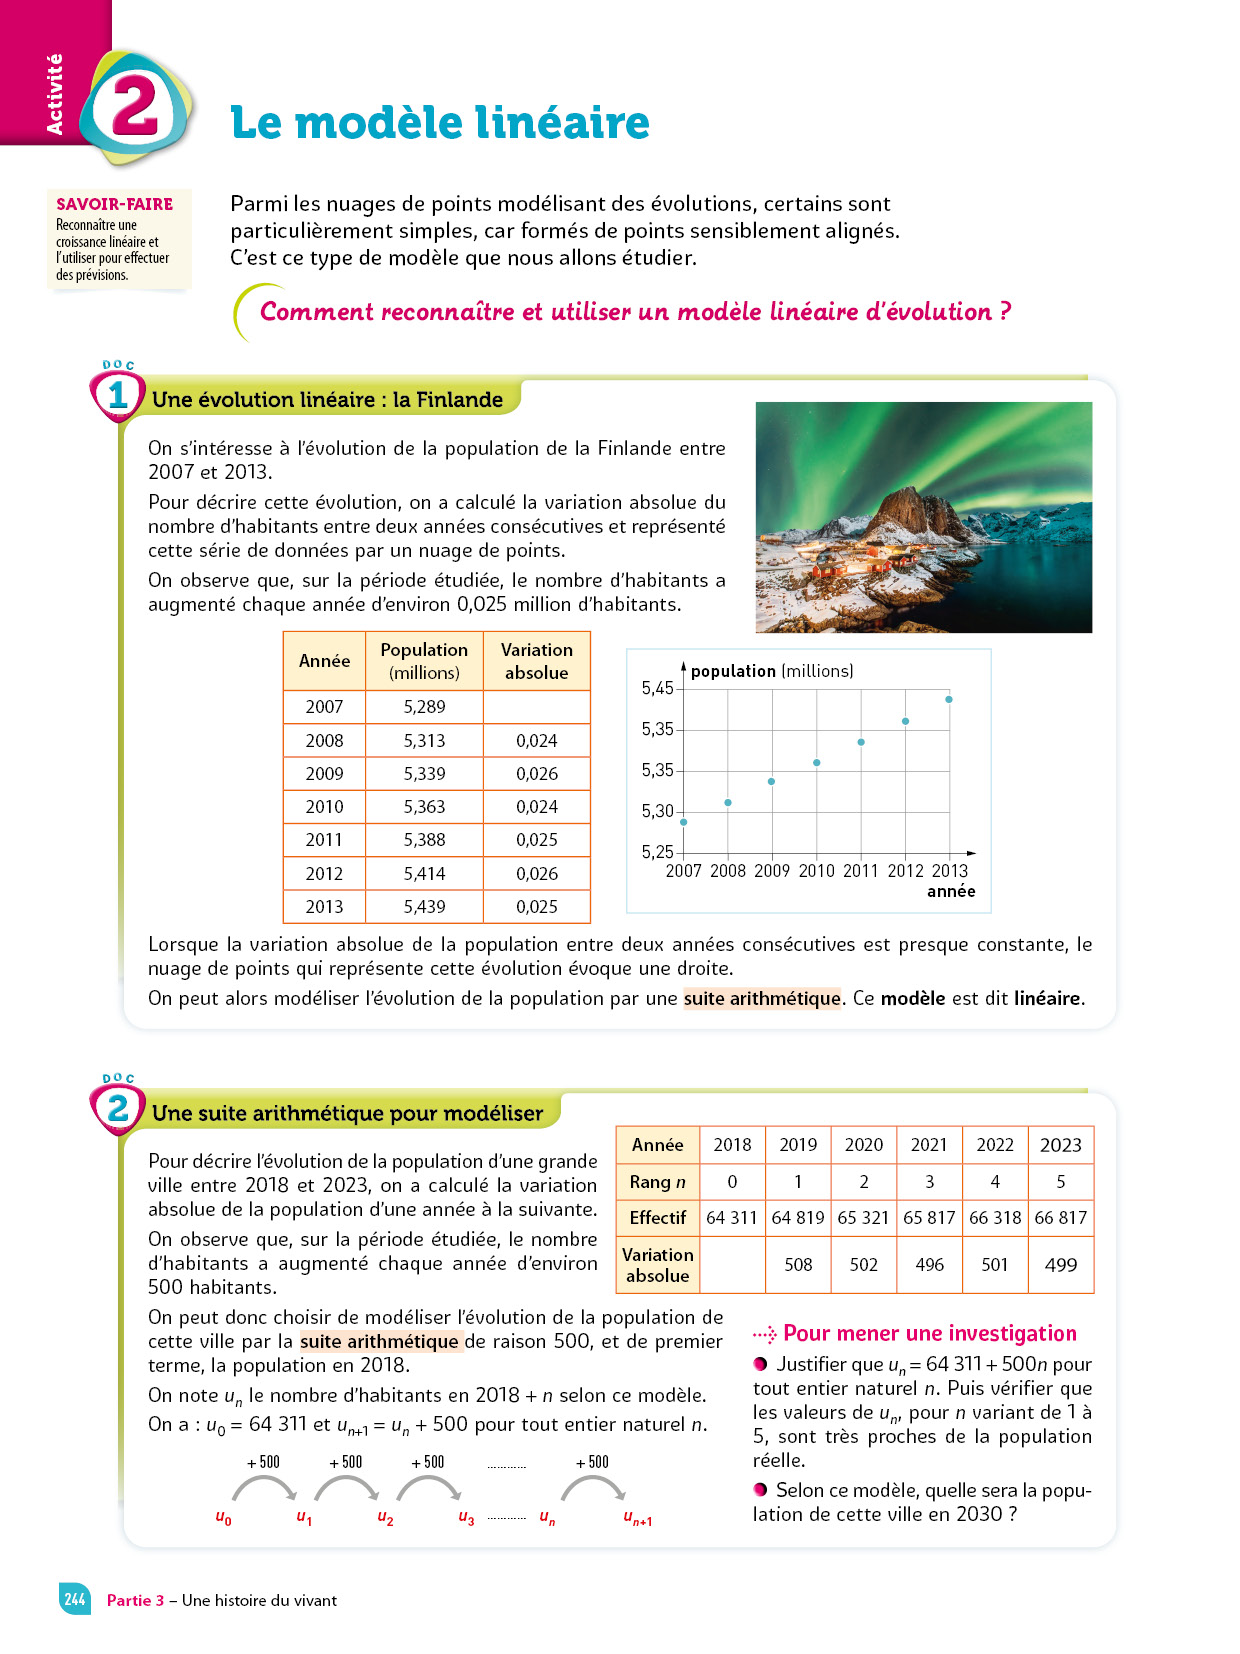 Activité
2
Le modèle linéaire
SAVOIR-FAIRE
Reconnaître une
croissance linéaire et
l'utiliser pour effectuer
des prévisions.
Parmi les nuages de points modélisant des évolutions, certains sont
particulièrement simples, car formés de points sensiblement alignés.
C'est ce type de modèle que nous allons étudier.
Comment reconnaître et utiliser un modèle linéaire d'évolution ?
DOC
1
Une évolution linéaire : la Finlande
On s'intéresse à l'évolution de la population de la Finlande entre
2007 et 2013.
Pour décrire cette évolution, on a calculé la variation absolue du
nombre d'habitants entre deux années consécutives et représenté
cette série de données par un nuage de points.
On observe que, sur la période étudiée, le nombre d'habitants a
augmenté chaque année d'environ 0,025 million d'habitants.
Année Population (millions) Variation absolue
2007 5,289
2008 5,313 0,024
2009 5,339 0,026
2010 5,363 0,024
2011 5,388 0,025
2012 5,414 0,026
2013 5,439 0,025
population (millions)
5,45
5,35
5,35
5,30
5,25
2007 2008 2009 2010 2011 2012 2013
année
Lorsque la variation absolue de la population entre deux années consécutives est presque constante, le
nuage de points qui représente cette évolution évoque une droite.
On peut alors modéliser l'évolution de la population par une suite arithmétique. Ce modèle est dit linéaire.
DOC
2
Une suite arithmétique pour modéliser
Pour décrire l'évolution de la population d'une grande
ville entre 2018 et 2023, on a calculé la variation
absolue de la population d'une année à la suivante.
On observe que, sur la période étudiée, le nombre
d'habitants a augmenté chaque année d'environ
500 habitants.
On peut donc choisir de modéliser l'évolution de la population de
cette ville par la suite arithmétique de raison 500, et de premier
terme, la population en 2018.
On note uₙ le nombre d'habitants en 2018 + n selon ce modèle.
On a : u₀ = 64 311 et uₙ₊₁ = uₙ + 500 pour tout entier naturel n.
+ 500 + 500 + 500 ............ + 500
u₀ u₁ u₂ u₃ ............ uₙ uₙ₊₁
Année 2018 2019 2020 2021 2022 2023
Rang n 0 1 2 3 4 5
Effectif 64 311 64 819 65 321 65 817 66 318 66 817
Variation absolue 508 502 496 501 499
Pour mener une investigation
● Justifier que uₙ = 64 311 + 500n pour
tout entier naturel n. Puis vérifier que
les valeurs de uₙ, pour n variant de 1 à
5, sont très proches de la population
réelle.
● Selon ce modèle, quelle sera la popu-
lation de cette ville en 2030 ?
244 Partie 3 – Une histoire du vivant